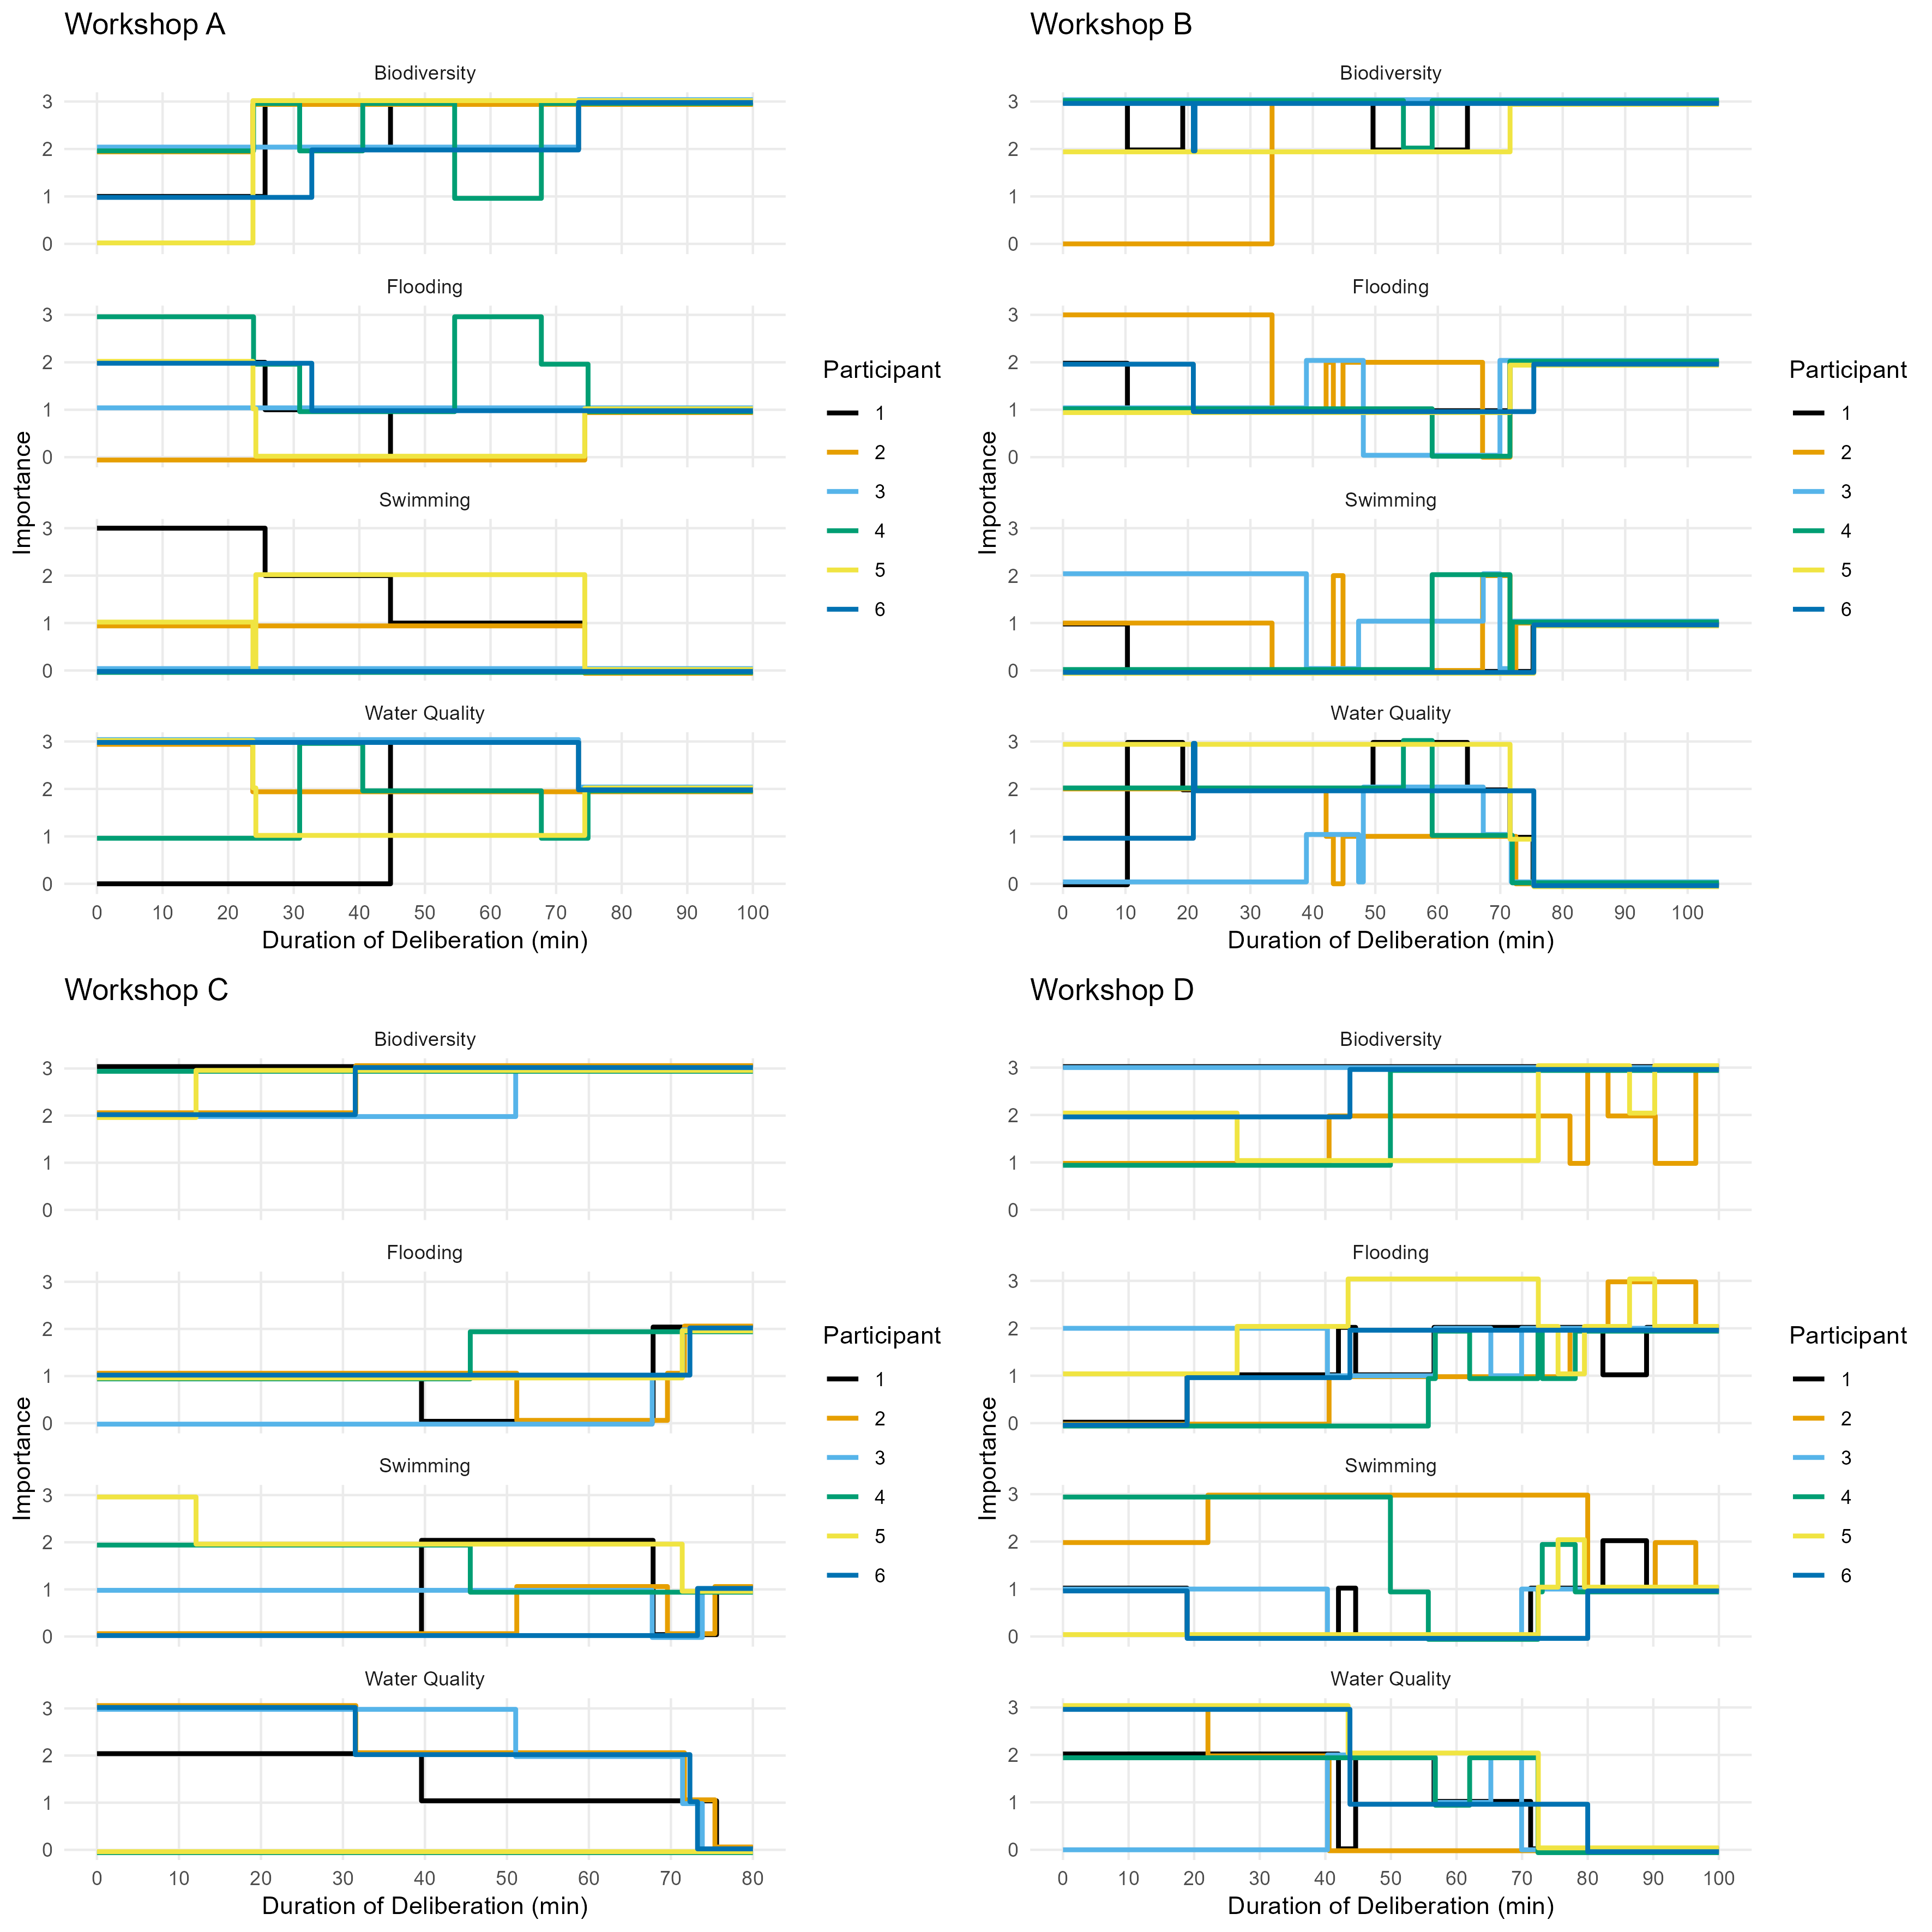 Workshop A
Biodiversity
3
2
1
0
Flooding
3
2
1
0
Swimming
3
2
1
0
Water Quality
3
2
1
0
0 10 20 30 40 50 60 70 80 90 100
Duration of Deliberation (min)
Importance
Participant
1
2
3
4
5
6
Workshop B
Biodiversity
3
2
1
0
Flooding
3
2
1
0
Swimming
3
2
1
0
Water Quality
3
2
1
0
0 10 20 30 40 50 60 70 80 90 100
Duration of Deliberation (min)
Importance
Participant
1
2
3
4
5
6
Workshop C
Biodiversity
3
2
1
0
Flooding
3
2
1
0
Swimming
3
2
1
0
Water Quality
3
2
1
0
0 10 20 30 40 50 60 70 80
Duration of Deliberation (min)
Importance
Participant
1
2
3
4
5
6
Workshop D
Biodiversity
3
2
1
0
Flooding
3
2
1
0
Swimming
3
2
1
0
Water Quality
3
2
1
0
0 10 20 30 40 50 60 70 80 90 100
Duration of Deliberation (min)
Importance
Participant
1
2
3
4
5
6